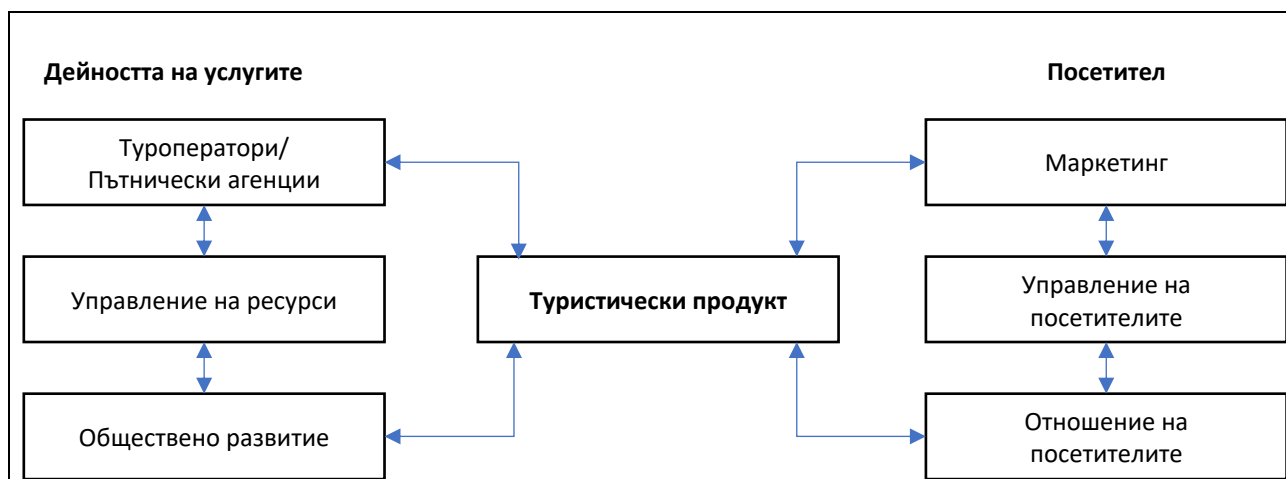 Дейността на услугите
Посетител
Туроператори/
Пътнически агенции
Маркетинг
Управление на ресурси
Туристически продукт
Управление на
посетителите
Обществено развитие
Отношение на
посетителите